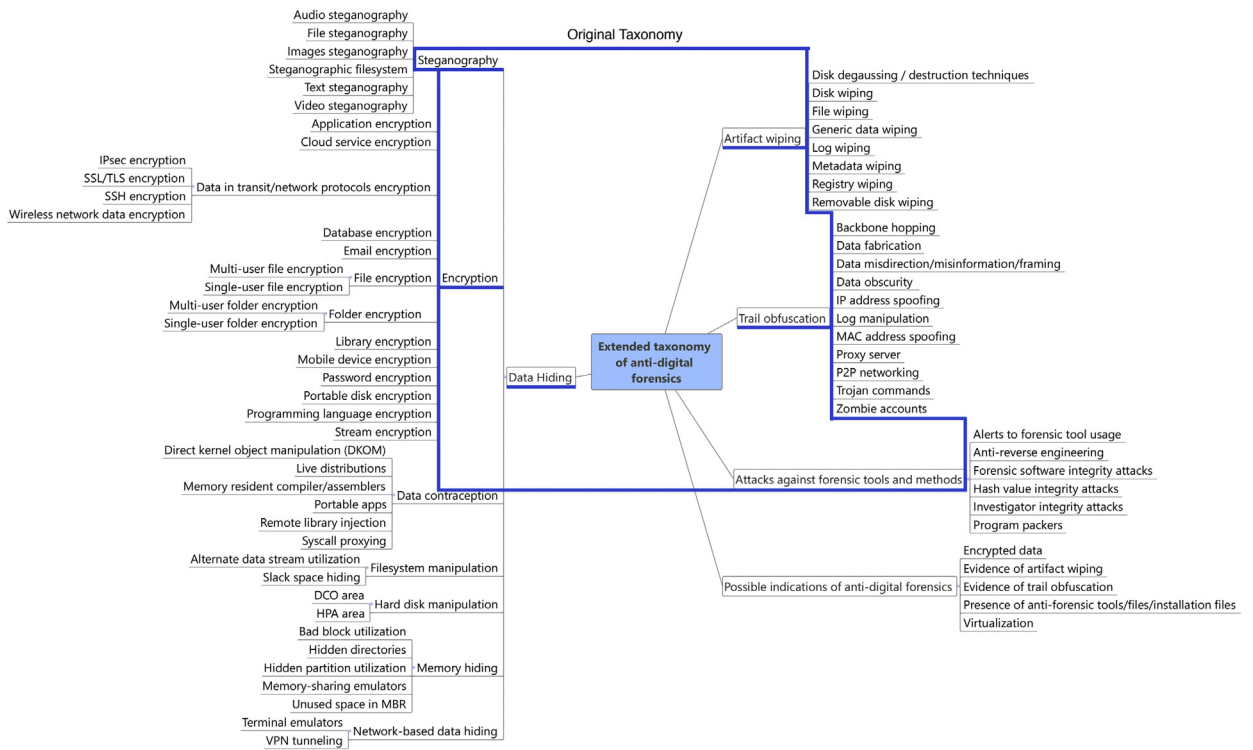 Original Taxonomy
Audio steganography
File steganography
Images steganography
Steganographic filesystem
Text steganography
Video steganography
Steganography
Application encryption
Cloud service encryption
IPsec encryption
SSL/TLS encryption
SSH encryption
Wireless network data encryption
Data in transit/network protocols encryption
Database encryption
Email encryption
Multi-user file encryption
Single-user file encryption
File encryption
Multi-user folder encryption
Single-user folder encryption
Folder encryption
Library encryption
Mobile device encryption
Password encryption
Portable disk encryption
Programming language encryption
Stream encryption
Encryption
Direct kernel object manipulation (DKOM)
Live distributions
Memory resident compiler/assemblers
Portable apps
Remote library injection
Syscall proxying
Data contraception
Alternate data stream utilization
Slack space hiding
Filesystem manipulation
DCO area
HPA area
Hard disk manipulation
Bad block utilization
Hidden directories
Hidden partition utilization
Memory-sharing emulators
Unused space in MBR
Memory hiding
Terminal emulators
VPN tunneling
Network-based data hiding
Data Hiding
Extended taxonomy
of anti-digital
forensics
Artifact wiping
Disk degaussing / destruction techniques
Disk wiping
File wiping
Generic data wiping
Log wiping
Metadata wiping
Registry wiping
Removable disk wiping
Trail obfuscation
Backbone hopping
Data fabrication
Data misdirection/misinformation/framing
Data obscurity
IP address spoofing
Log manipulation
MAC address spoofing
Proxy server
P2P networking
Trojan commands
Zombie accounts
Attacks against forensic tools and methods
Alerts to forensic tool usage
Anti-reverse engineering
Forensic software integrity attacks
Hash value integrity attacks
Investigator integrity attacks
Program packers
Possible indications of anti-digital forensics
Encrypted data
Evidence of artifact wiping
Evidence of trail obfuscation
Presence of anti-forensic tools/files/installation files
Virtualization